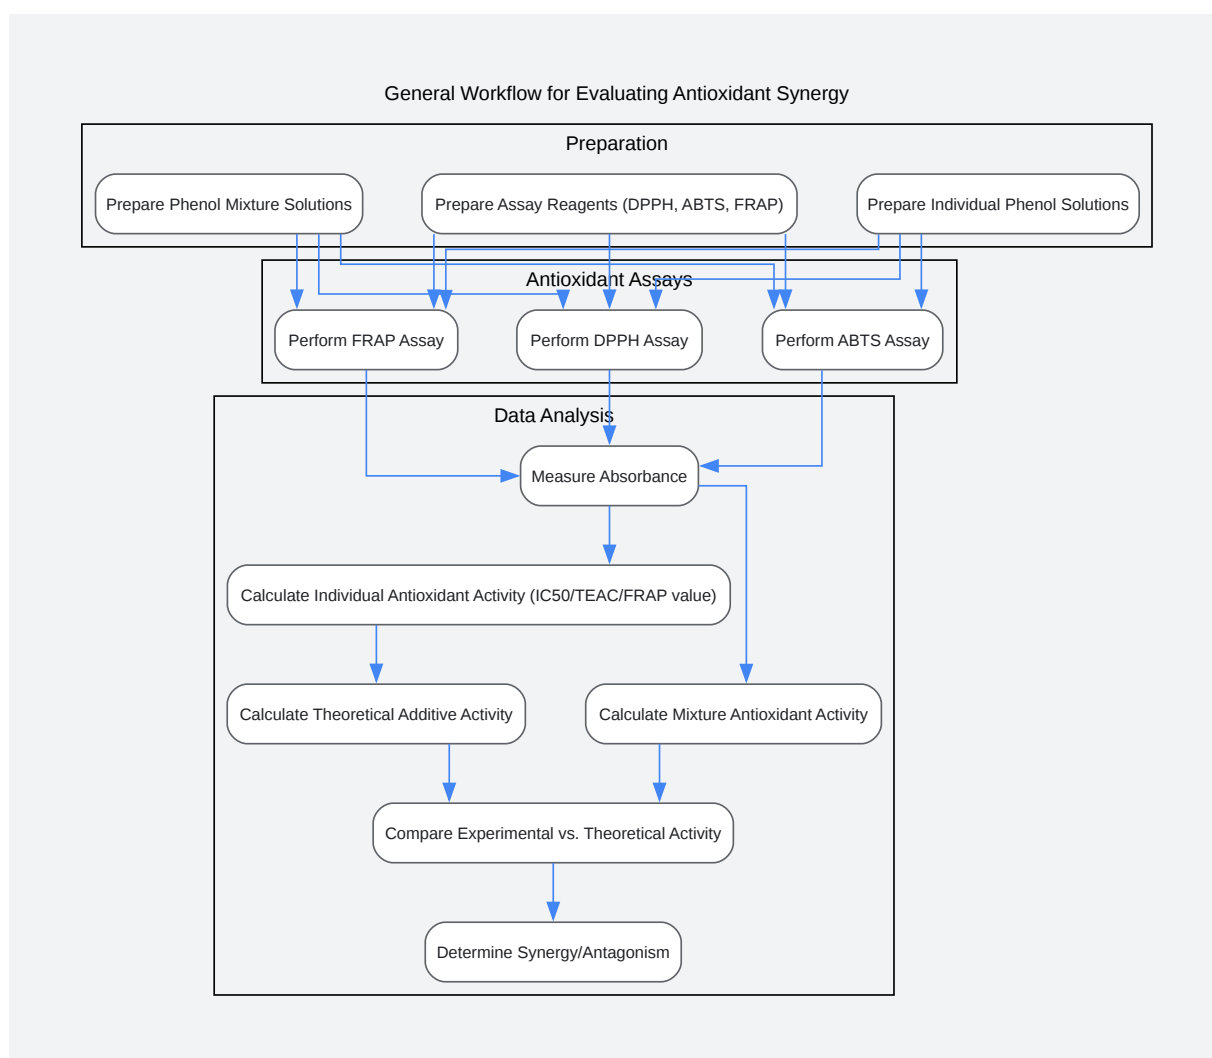 General Workflow for Evaluating Antioxidant Synergy
Preparation
Prepare Phenol Mixture Solutions
Prepare Assay Reagents (DPPH, ABTS, FRAP)
Prepare Individual Phenol Solutions
Antioxidant Assays
Perform FRAP Assay
Perform DPPH Assay
Perform ABTS Assay
Data Analysis
Measure Absorbance
Calculate Individual Antioxidant Activity (IC50/TEAC/FRAP value)
Calculate Theoretical Additive Activity
Calculate Mixture Antioxidant Activity
Compare Experimental vs. Theoretical Activity
Determine Synergy/Antagonism